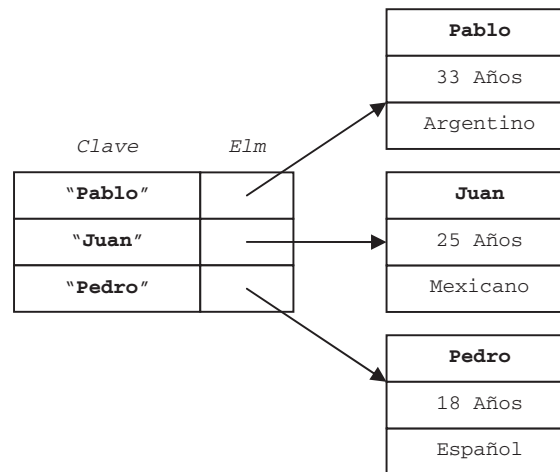 Clave Elm
“Pablo”
“Juan”
“Pedro”
Pablo
33 Años
Argentino
Juan
25 Años
Mexicano
Pedro
18 Años
Español